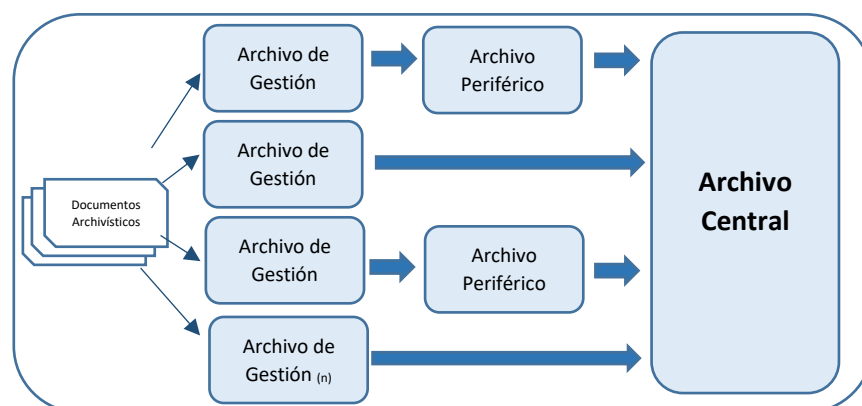 Documentos
Archivísticos
Archivo de
Gestión
Archivo
Periférico
Archivo de
Gestión
Archivo de
Gestión
Archivo
Periférico
Archivo de
Gestión (n)
Archivo
Central